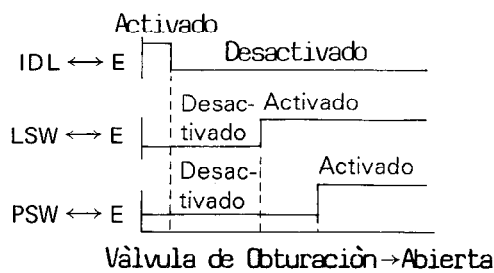 Activado
IDL ↔ E Desactivado
Desac- Activado
LSW ↔ E tivado
Desac- Activado
PSW ↔ E tivado
Vàlvula de Obturaciòn→Abierta